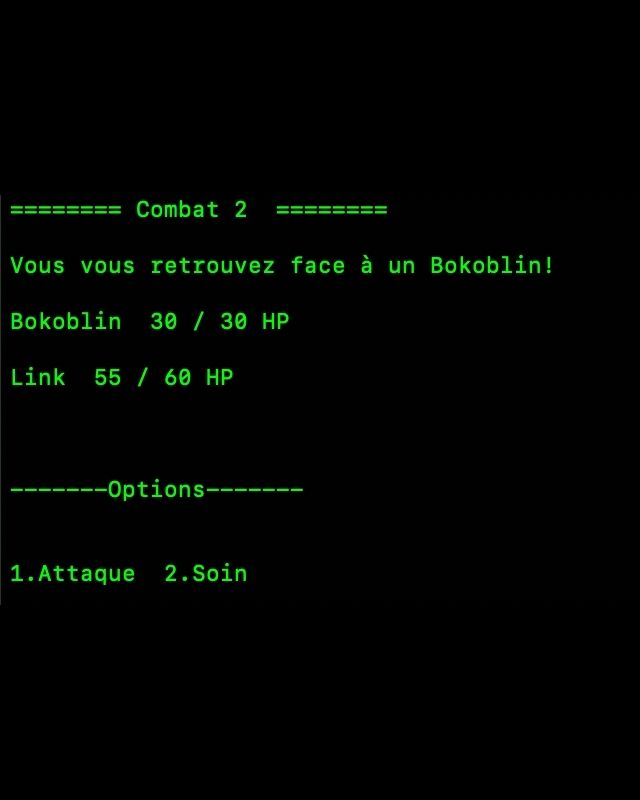 ======== Combat 2  ========
Vous vous retrouvez face à un Bokoblin!
Bokoblin  30 / 30 HP
Link  55 / 60 HP
-------Options-------
1.Attaque  2.Soin